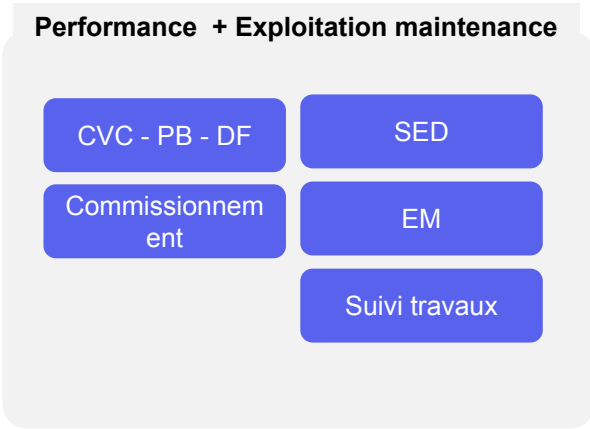 Performance + Exploitation maintenance
CVC - PB - DF
SED
Commissionnem
ent
EM
Suivi travaux